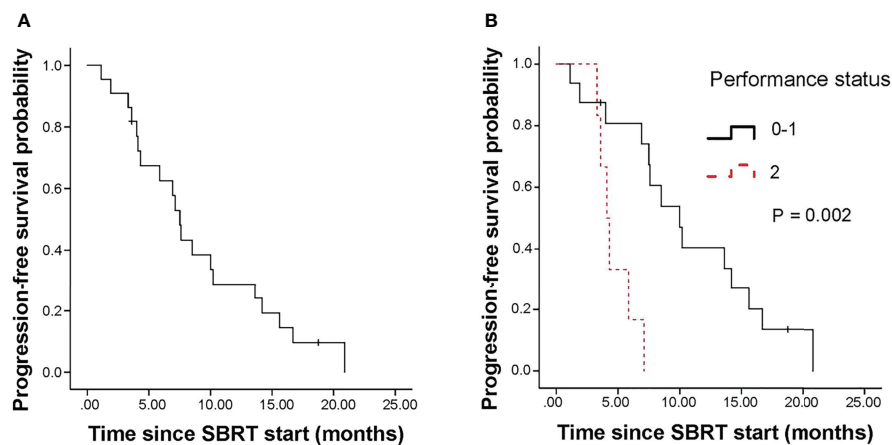 A
Progression-free survival probability
1.0
0.8
0.6
0.4
0.2
0.0
.00 5.00 10.00 15.00 20.00 25.00
Time since SBRT start (months)
B
Progression-free survival probability
1.0
0.8
0.6
0.4
0.2
0.0
.00 5.00 10.00 15.00 20.00 25.00
Time since SBRT start (months)
Performance status
0-1
2
P = 0.002